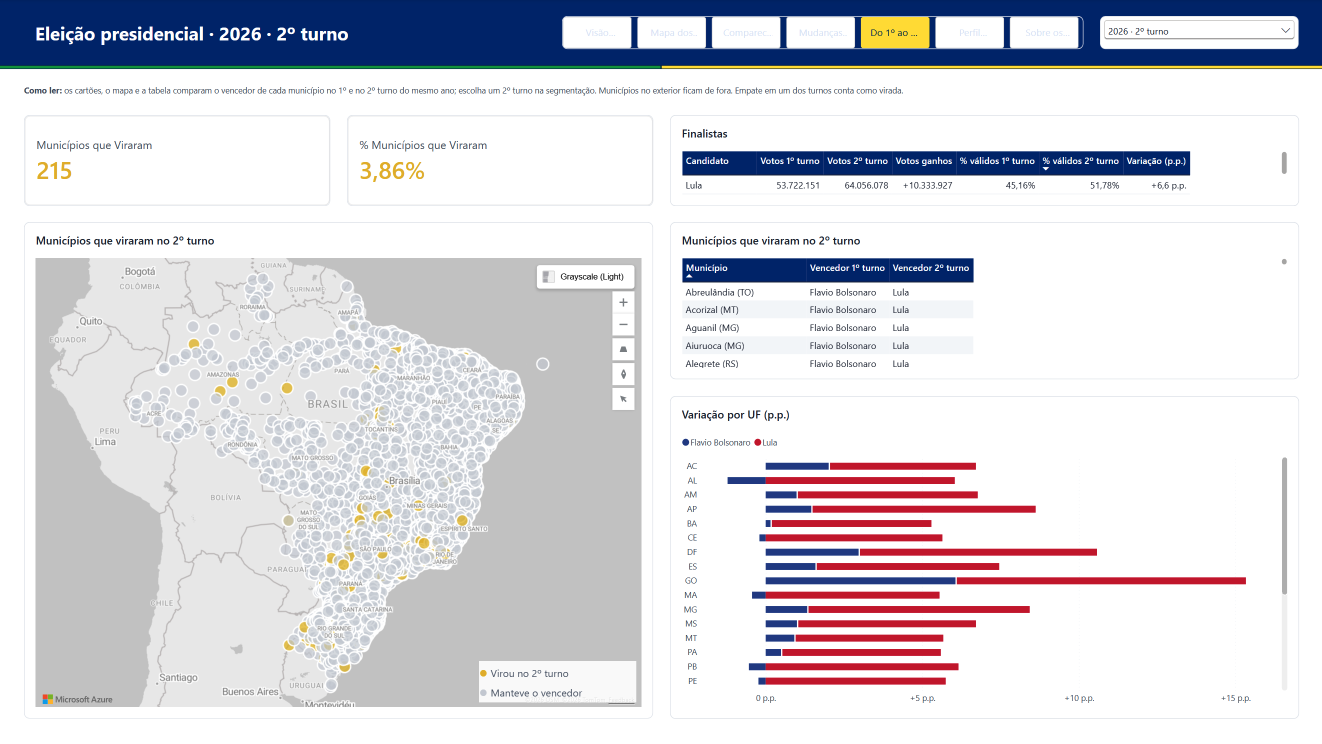 Eleição presidencial · 2026 · 2º turno
Visão...
Mapa dos...
Comparec...
Mudanças...
Do 1º ao ...
Perfil...
Sobre os...
2026 · 2º turno
Como ler: os cartões, o mapa e a tabela comparam o vencedor de cada município no 1º e no 2º turno do mesmo ano; escolha um 2º turno na segmentação. Municípios no exterior ficam de fora. Empate em um dos turnos conta como virada.
Municípios que Viraram
215
% Municípios que Viraram
3,86%
Finalistas
Candidato Votos 1º turno Votos 2º turno Votos ganhos % válidos 1º turno % válidos 2º turno Variação (p.p.)
Lula 53.722.151 64.056.078 +10.333.927 45,16% 51,78% +6,6 p.p.
Municípios que viraram no 2º turno
Grayscale (Light)
Bogotá
COLÔMBIA
GUIANA
SURINAME
RORAIMA
AMAPÁ
Quito
EQUADOR
AMAZONAS
PARÁ
MARANHÃO
CEARÁ
BRASIL
PIAUÍ
PARAÍBA
PE
ALAGOAS
SE
ACRE
PERU
Lima
TOCANTINS
RONDÔNIA
BAHIA
MATO GROSSO
Brasília
BOLÍVIA
GOIÁS
MINAS GERAIS
MATO
GROSSO
DO SUL
ESPÍRITO SANTO
SÃO PAULO
RIO DE
JANEIRO
PARAGUAI
PARANÁ
CHILE
SANTA CATARINA
RIO GRANDE
DO SUL
Santiago
URUGUAI
Buenos Aires
Montevidéu
Microsoft Azure
Virou no 2º turno
Manteve o vencedor
Municípios que viraram no 2º turno
Município Vencedor 1º turno Vencedor 2º turno
Abreulândia (TO) Flavio Bolsonaro Lula
Acorizal (MT) Flavio Bolsonaro Lula
Aguanil (MG) Flavio Bolsonaro Lula
Aiuruoca (MG) Flavio Bolsonaro Lula
Alegrete (RS) Flavio Bolsonaro Lula
Variação por UF (p.p.)
Flavio Bolsonaro Lula
AC
AL
AM
AP
BA
CE
DF
ES
GO
MA
MG
MS
MT
PA
PB
PE
0 p.p. +5 p.p. +10 p.p. +15 p.p.